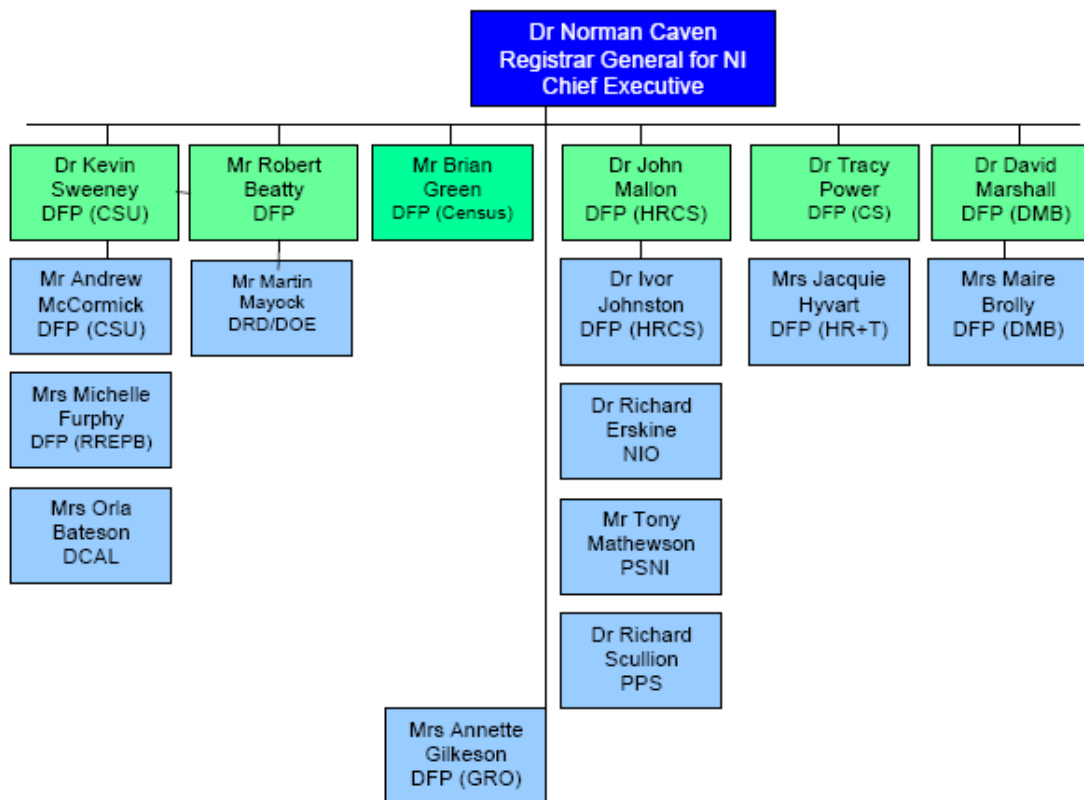 Dr Norman Caven
Registrar General for NI
Chief Executive
Dr Kevin
Sweeney
DFP (CSU)
Mr Robert
Beatty
DFP
Mr Brian
Green
DFP (Census)
Dr John
Mallon
DFP (HRCS)
Dr Tracy
Power
DFP (CS)
Dr David
Marshall
DFP (DMB)
Mr Andrew
McCormick
DFP (CSU)
Mr Martin
Mayock
DRD/DOE
Dr Ivor
Johnston
DFP (HRCS)
Mrs Jacquie
Hyvart
DFP (HR+T)
Mrs Maire
Brolly
DFP (DMB)
Mrs Michelle
Furphy
DFP (RREPB)
Dr Richard
Erskine
NIO
Mrs Orla
Bateson
DCAL
Mr Tony
Mathewson
PSNI
Dr Richard
Scullion
PPS
Mrs Annette
Gilkeson
DFP (GRO)